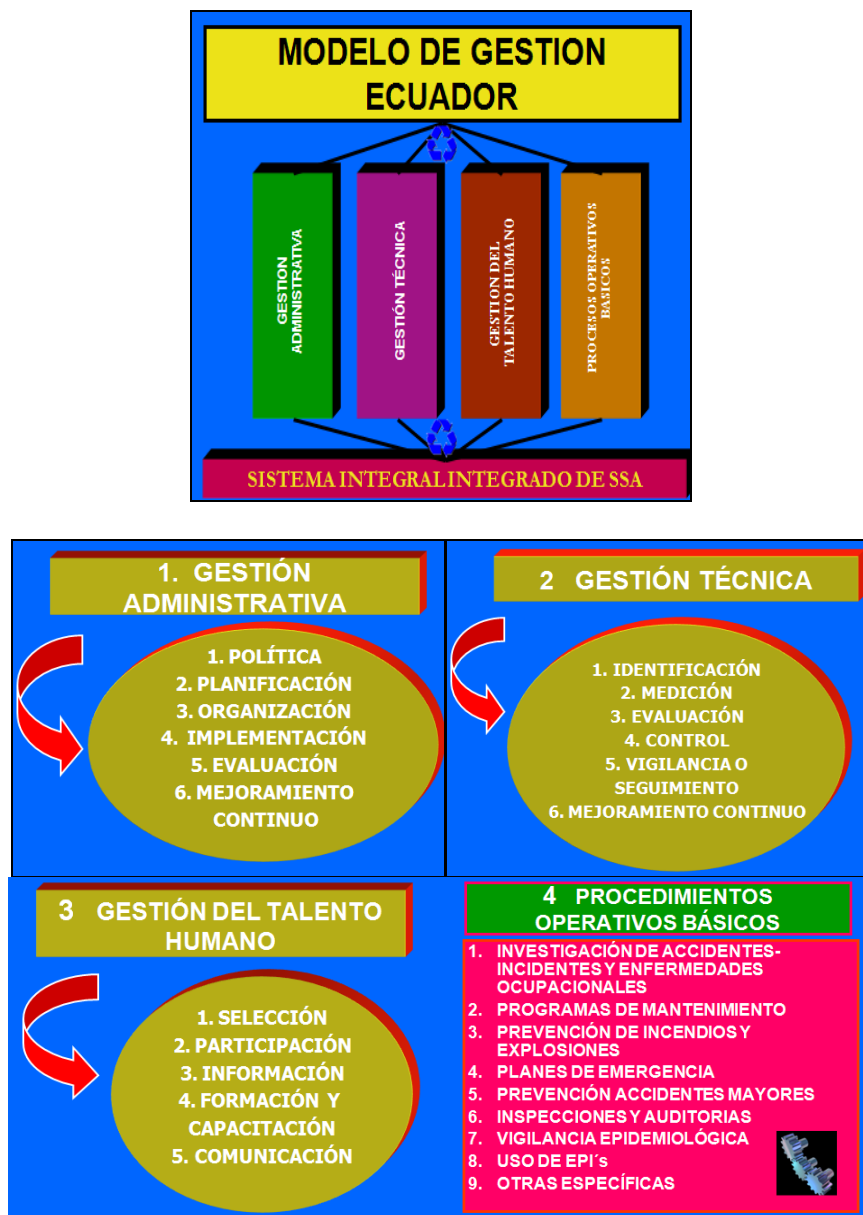 MODELO DE GESTION
ECUADOR
GESTION
ADMINISTRATIVA
GESTIÓN TÉCNICA
GESTION DEL
TALENTO HUMANO
PROCESOS OPERATIVOS
BASICOS
SISTEMA INTEGRAL INTEGRADO DE SSA
1. GESTIÓN
ADMINISTRATIVA
1. POLÍTICA
2. PLANIFICACIÓN
3. ORGANIZACIÓN
4. IMPLEMENTACIÓN
5. EVALUACIÓN
6. MEJORAMIENTO
CONTINUO
2 GESTIÓN TÉCNICA
1. IDENTIFICACIÓN
2. MEDICIÓN
3. EVALUACIÓN
4. CONTROL
5. VIGILANCIA O
SEGUIMIENTO
6. MEJORAMIENTO CONTINUO
3 GESTIÓN DEL TALENTO
HUMANO
1. SELECCIÓN
2. PARTICIPACIÓN
3. INFORMACIÓN
4. FORMACIÓN Y
CAPACITACIÓN
5. COMUNICACIÓN
4 PROCEDIMIENTOS
OPERATIVOS BÁSICOS
1. INVESTIGACIÓN DE ACCIDENTES-
INCIDENTES Y ENFERMEDADES
OCUPACIONALES
2. PROGRAMAS DE MANTENIMIENTO
3. PREVENCIÓN DE INCENDIOS Y
EXPLOSIONES
4. PLANES DE EMERGENCIA
5. PREVENCIÓN ACCIDENTES MAYORES
6. INSPECCIONES Y AUDITORIAS
7. VIGILANCIA EPIDEMIOLÓGICA
8. USO DE EPI´s
9. OTRAS ESPECÍFICAS